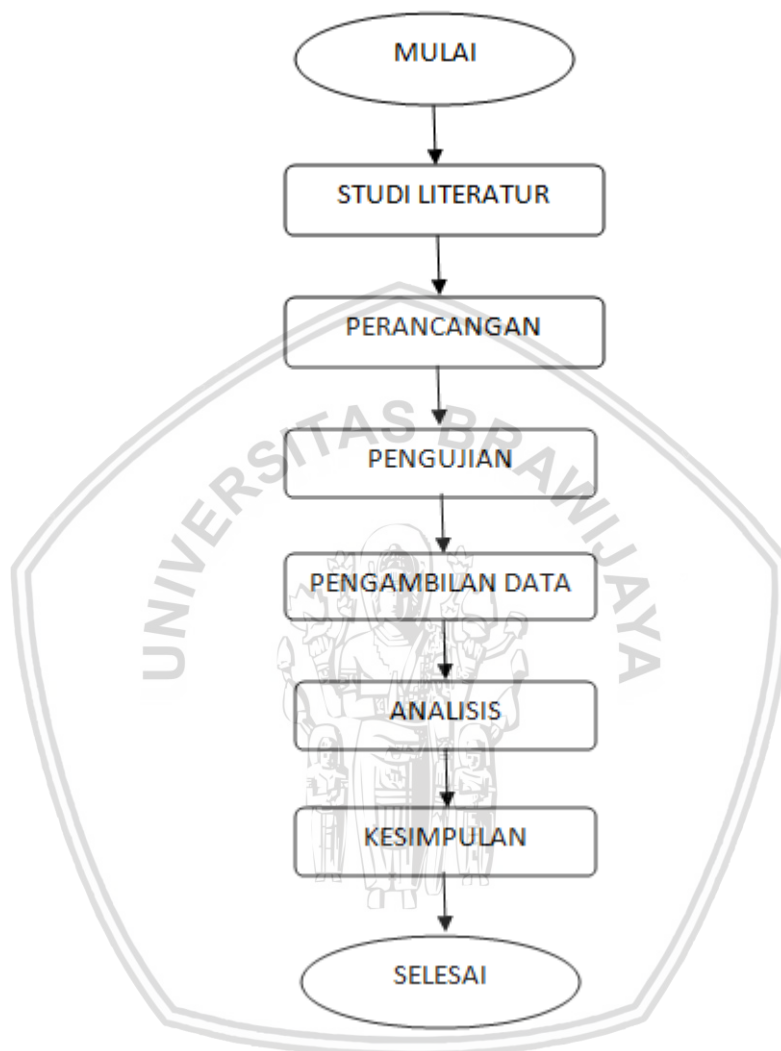 MULAI
STUDI LITERATUR
PERANCANGAN
UNIVERSITAS BRAWIJAYA
PENGUJIAN
PENGAMBILAN DATA
ANALISIS
KESIMPULAN
SELESAI